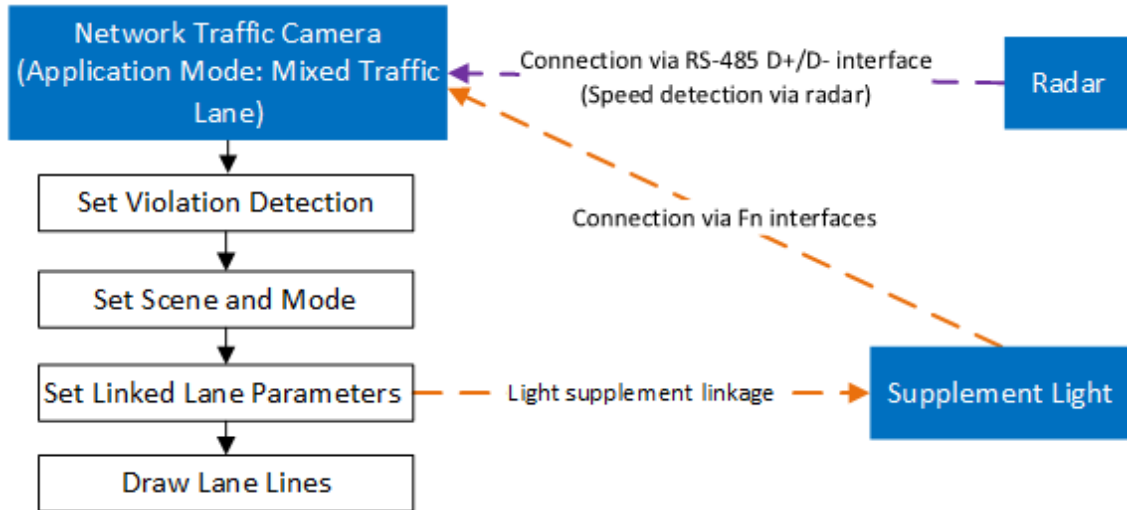 Network Traffic Camera
(Application Mode: Mixed Traffic
Lane)
Connection via RS-485 D+/D- interface
(Speed detection via radar)
Radar
Set Violation Detection
Connection via Fn interfaces
Set Scene and Mode
Set Linked Lane Parameters
Light supplement linkage
Supplement Light
Draw Lane Lines